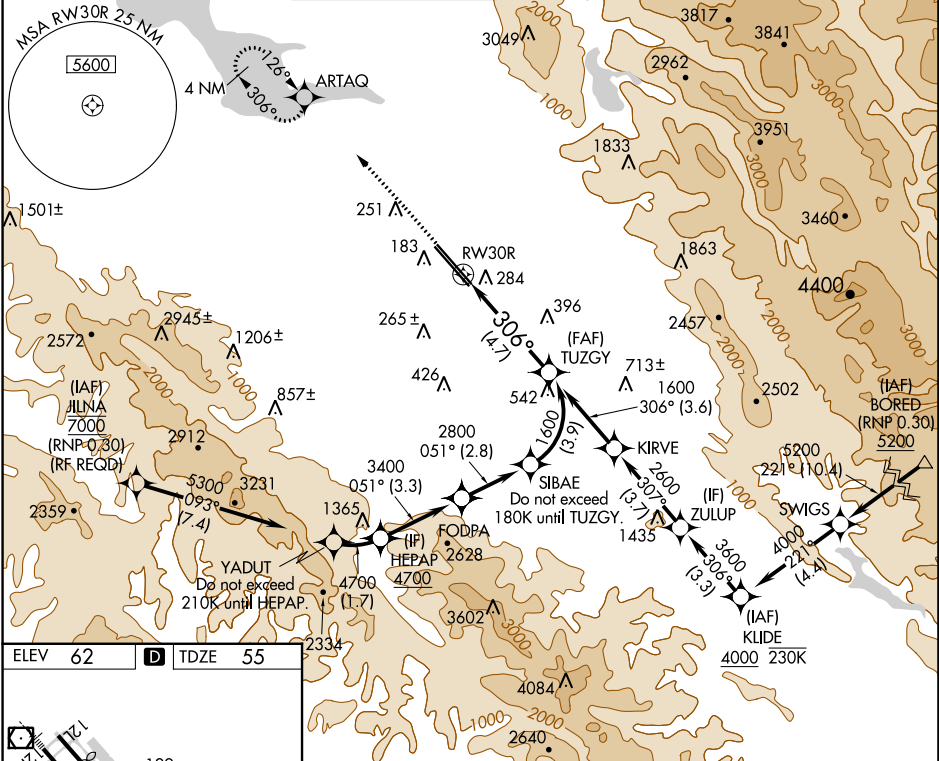 MSA RW30R 25 NM
5600
4 NM
126°
306°
ARTAQ
3049
2000
1000
3817
3841
2962
3000
3951
3000
1833
3460
1501±
251
183
RW30R
284
1863
4400
2572
2945±
1206±
265±
396
306°
(4.7)
(FAF)
TUZGY
2457
2000
2000
3000
2000
1000
857±
426
542
713±
1600
306° (3.6)
2502
(IAF)
JILNA
7000
(RNP 0.30)
(RF REQD)
(IAF)
BORED
(RNP 0.30)
5200
2912
2359
5300
093°
(7.4)
3231
2800
051° (2.8)
3400
051° (3.3)
1600
(3.9)
KIRVE
5200
221° (10.4)
1365
FODPA
2628
SIBAE
Do not exceed
180K until TUZGY.
2600
307°
(3.7)
1435
(IF)
ZULUP
1000
SWIGS
4000
221°
(4.4)
(IF)
HEPAP
4700
YADUT
Do not exceed
210K until HEPAP.
4700
(1.7)
2334
3600
306°
(3.3)
(IAF)
KLIDE
4000 230K
3602
3000
4084
1000
2000
2640
ELEV 62
D
TDZE 55
12L